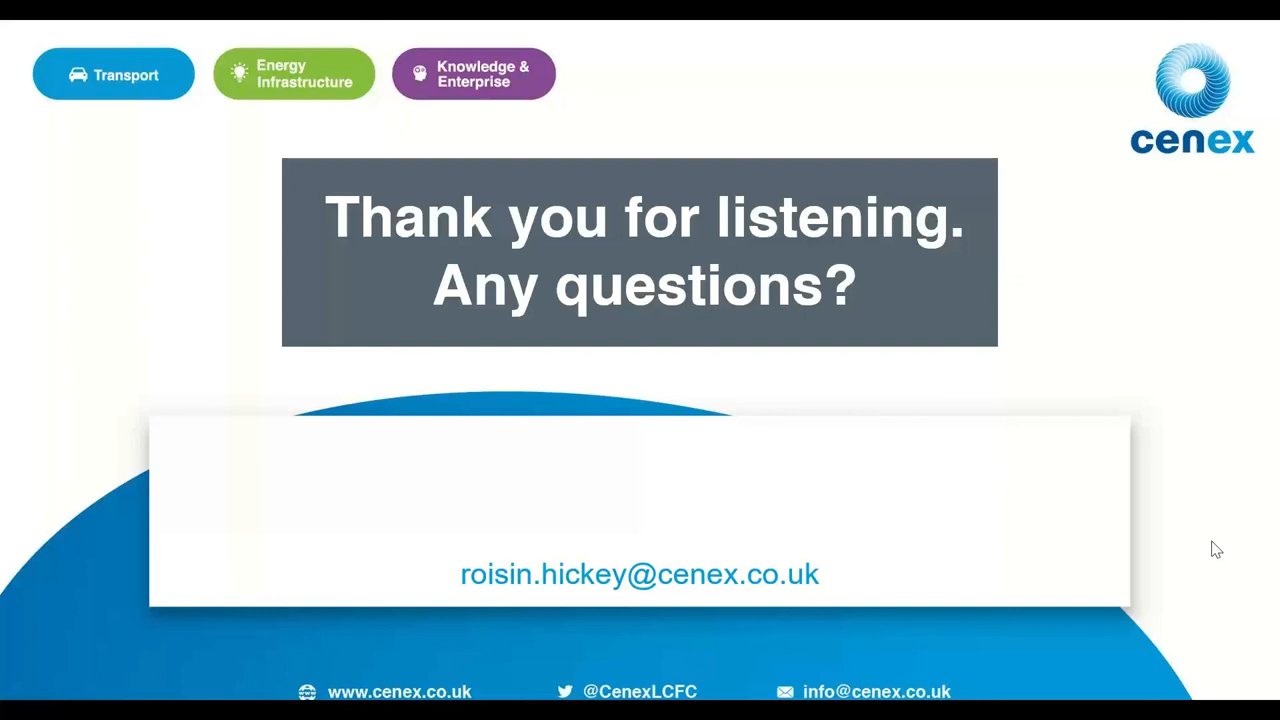 Transport
Energy
Infrastructure
Knowledge &
Enterprise
cenex
Thank you for listening.
Any questions?
roisin.hickey@cenex.co.uk
www.cenex.co.uk
@CenexLCFC
info@cenex.co.uk